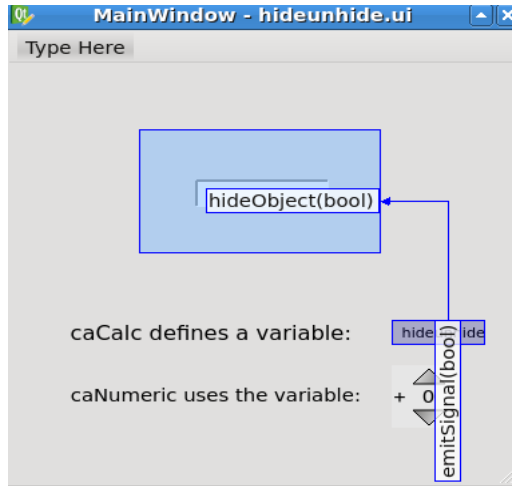 MainWindow - hideunhide.ui
Type Here
hideObject(bool)
caCalc defines a variable:
hide ide
emitSignal(bool)
caNumeric uses the variable:
+ 0